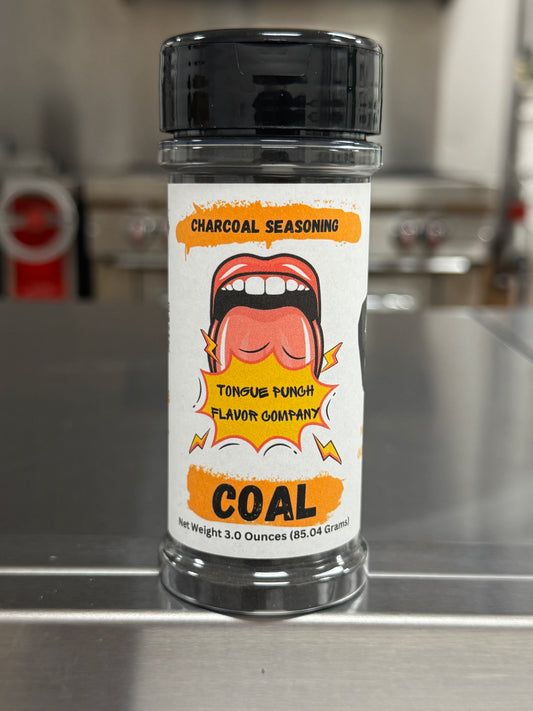 CHARCOAL SEASONING
TONGUE PUNCH
FLAVOR COMPANY
COAL
Net Weight 3.0 Ounces (85.04 Grams)